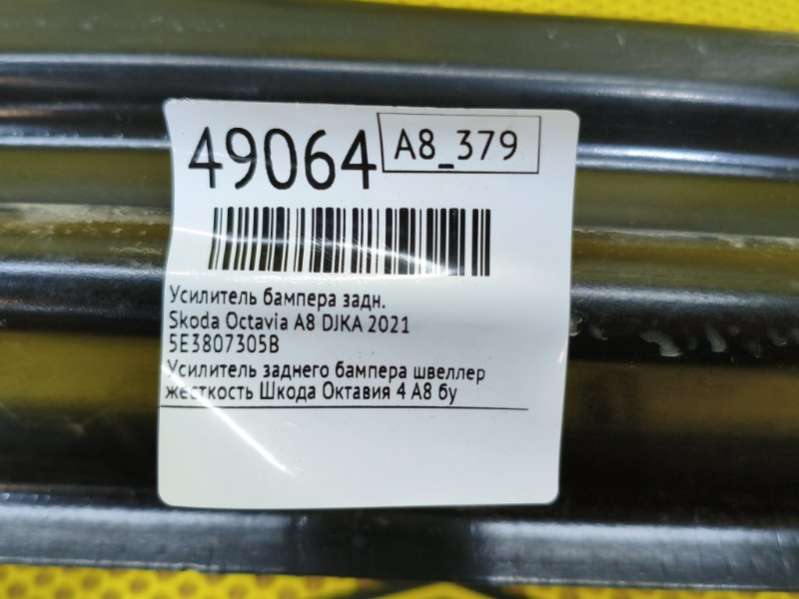 49064
A8_379
Усилитель бампера задн.
Skoda Octavia A8 DJKA 2021
5E3807305B
Усилитель заднего бампера швеллер
жесткость Шкода Октавия 4 А8 бу